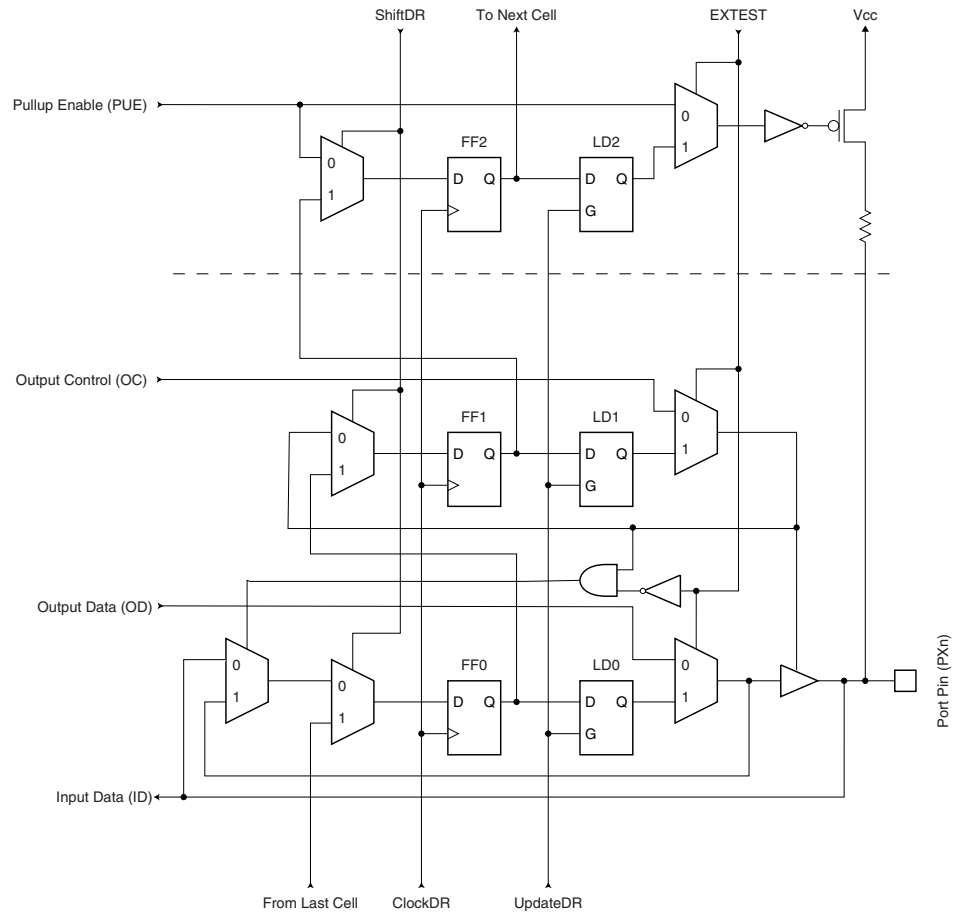 ShiftDR To Next Cell EXTEST Vcc
Pullup Enable (PUE)
0
FF2 LD2
0
1
1
D Q D Q
G
Output Control (OC)
0
FF1 LD1
0
1
1
D Q D Q
G
Output Data (OD)
FF0 LD0
0 0 0
1 D Q D Q 1
1
G
Port Pin (PXn)
Input Data (ID)
From Last Cell ClockDR UpdateDR